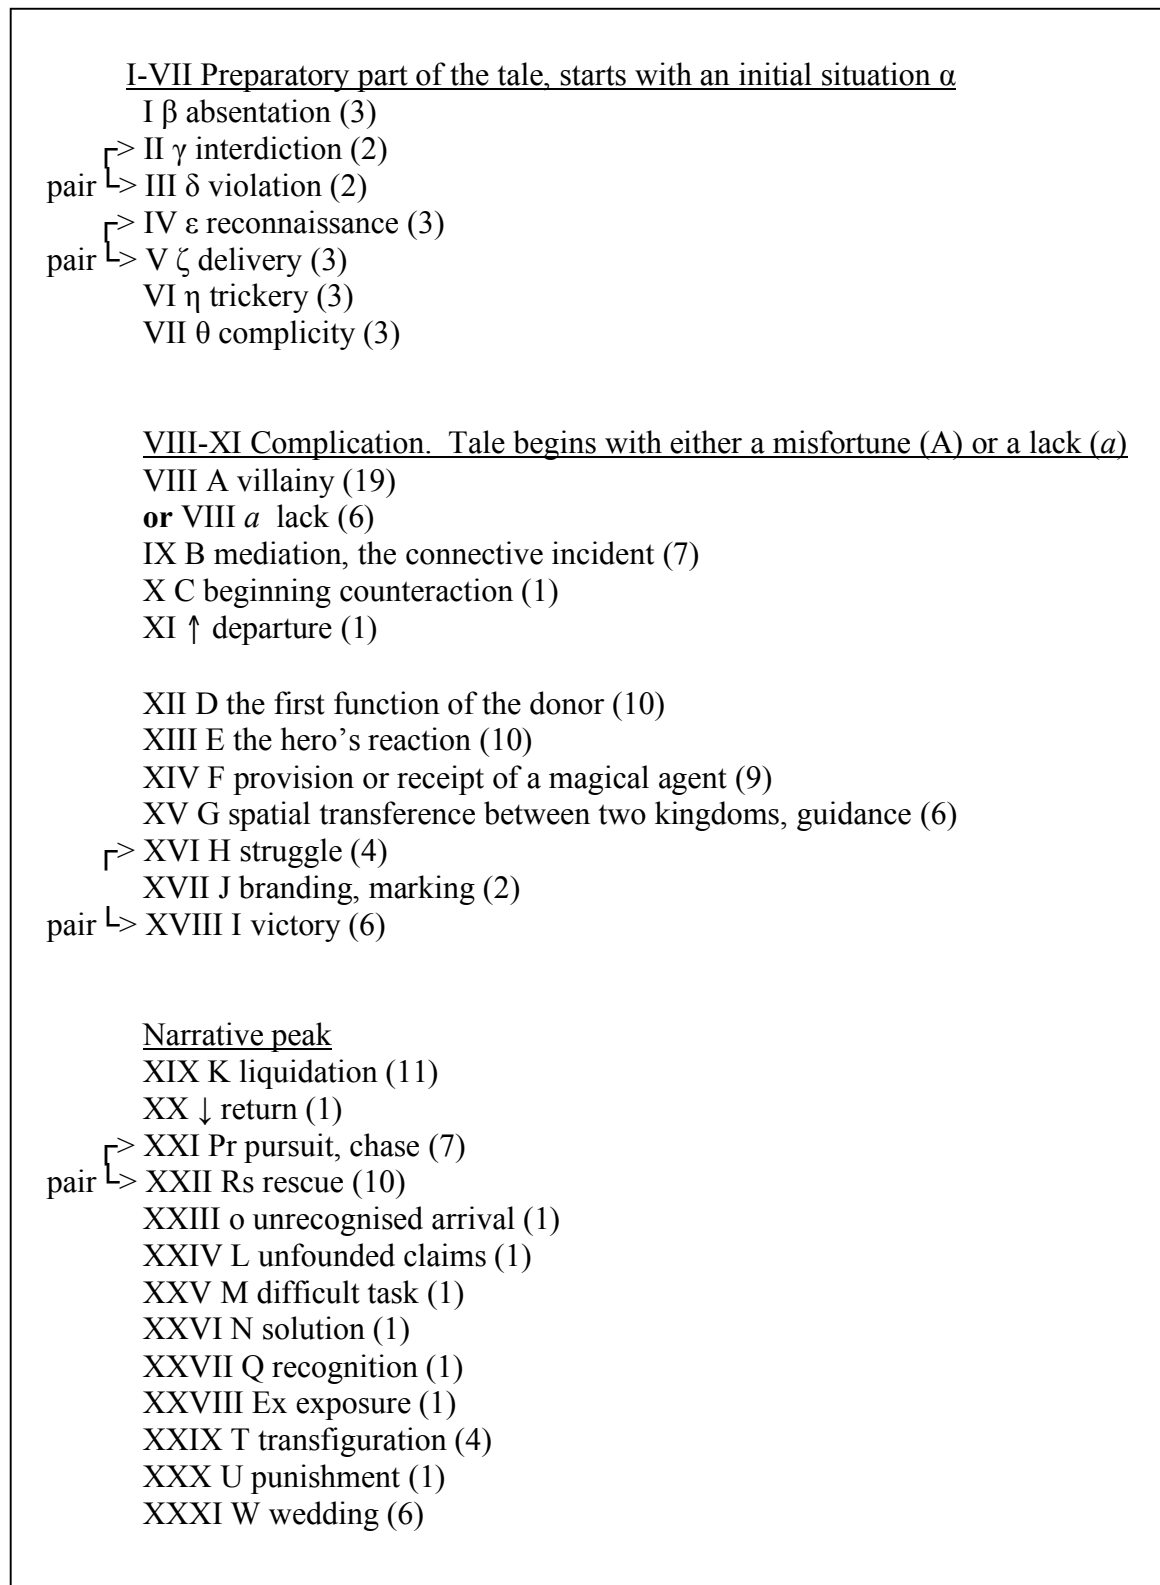 I-VII Preparatory part of the tale, starts with an initial situation α
I β absentation (3)
┌> II γ interdiction (2)
pair └> III δ violation (2)
┌> IV ε reconnaissance (3)
pair └> V ζ delivery (3)
VI η trickery (3)
VII θ complicity (3)
VIII-XI Complication. Tale begins with either a misfortune (A) or a lack (a)
VIII A villainy (19)
or VIII a lack (6)
IX B mediation, the connective incident (7)
X C beginning counteraction (1)
XI ↑ departure (1)
XII D the first function of the donor (10)
XIII E the hero’s reaction (10)
XIV F provision or receipt of a magical agent (9)
XV G spatial transference between two kingdoms, guidance (6)
┌> XVI H struggle (4)
XVII J branding, marking (2)
pair └> XVIII I victory (6)
Narrative peak
XIX K liquidation (11)
XX ↓ return (1)
┌> XXI Pr pursuit, chase (7)
pair └> XXII Rs rescue (10)
XXIII o unrecognised arrival (1)
XXIV L unfounded claims (1)
XXV M difficult task (1)
XXVI N solution (1)
XXVII Q recognition (1)
XXVIII Ex exposure (1)
XXIX T transfiguration (4)
XXX U punishment (1)
XXXI W wedding (6)